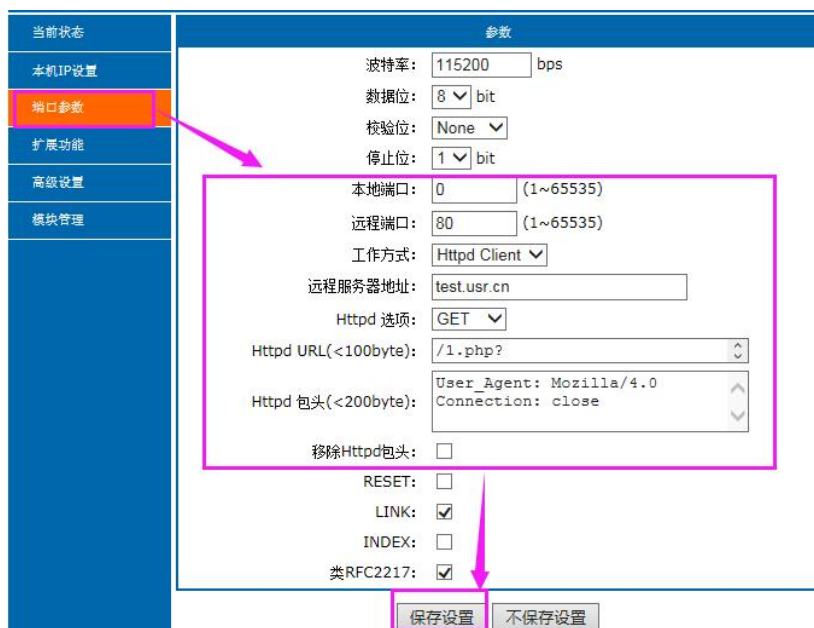 当前状态
本机IP设置
端口参数
扩展功能
高级设置
模块管理
参数
波特率: 115200 bps
数据位: 8 bit
校验位: None
停止位: 1 bit
本地端口: 0 (1~65535)
远程端口: 80 (1~65535)
工作方式: Httpd Client
远程服务器地址: test.usr.cn
Httpd 选项: GET
Httpd URL(<100byte): /1.php?
Httpd 包头(<200byte): User_Agent: Mozilla/4.0
Connection: close
移除Httpd包头:
RESET:
LINK:
INDEX:
类RFC2217:
保存设置 不保存设置